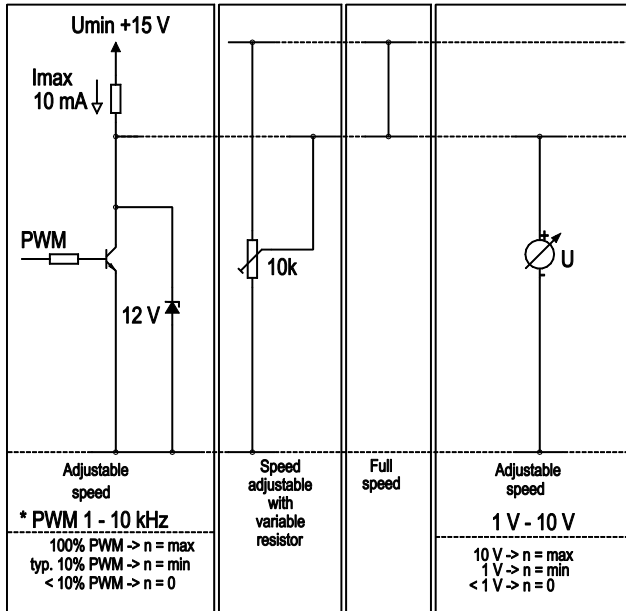 Umin +15 V
Imax
10 mA
PWM
12 V
10k
+
U
-
Adjustable
speed
* PWM 1 - 10 kHz
100% PWM -> n = max
typ. 10% PWM -> n = min
< 10% PWM -> n = 0
Speed
adjustable
with
variable
resistor
Full
speed
Adjustable
speed
1 V - 10 V
10 V -> n = max
1 V -> n = min
< 1 V -> n = 0